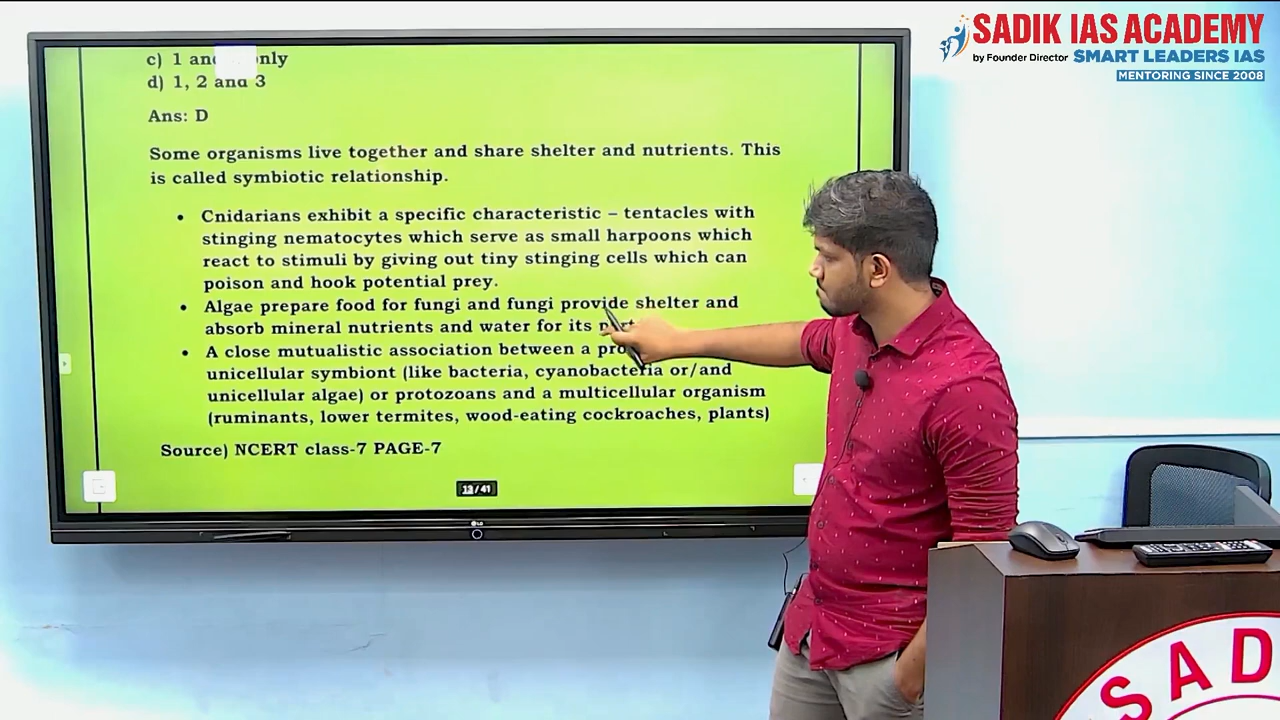 SADIK IAS ACADEMY
by Founder Director SMART LEADERS IAS
MENTORING SINCE 2008
c) 1 and only
d) 1, 2 and 3
Ans: D
Some organisms live together and share shelter and nutrients. This
is called symbiotic relationship.
• Cnidarians exhibit a specific characteristic – tentacles with
stinging nematocytes which serve as small harpoons which
react to stimuli by giving out tiny stinging cells which can
poison and hook potential prey.
• Algae prepare food for fungi and fungi provide shelter and
absorb mineral nutrients and water for its
• A close mutualistic association between a
unicellular symbiont (like bacteria, cyanobacteria or/and
unicellular algae) or protozoans and a multicellular organism
(ruminants, lower termites, wood-eating cockroaches, plants)
Source) NCERT class-7 PAGE-7
12/41
LG
SAD